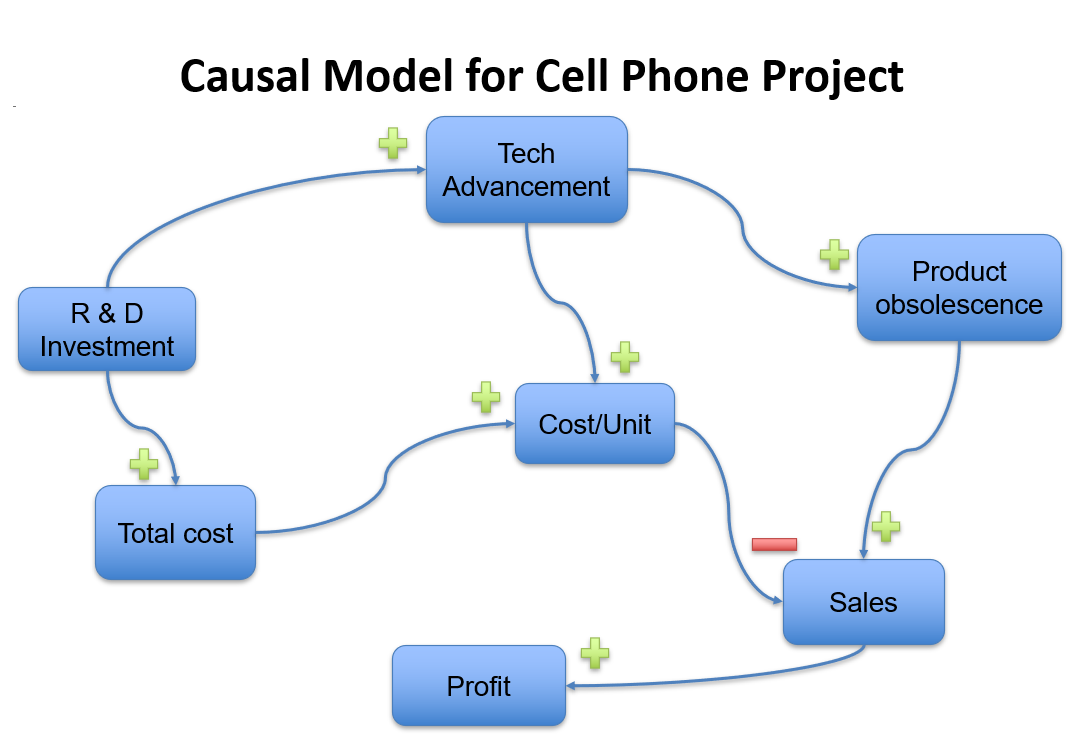 Causal Model for Cell Phone Project
Tech
Advancement
Product
obsolescence
R & D
Investment
Cost/Unit
Total cost
Sales
Profit